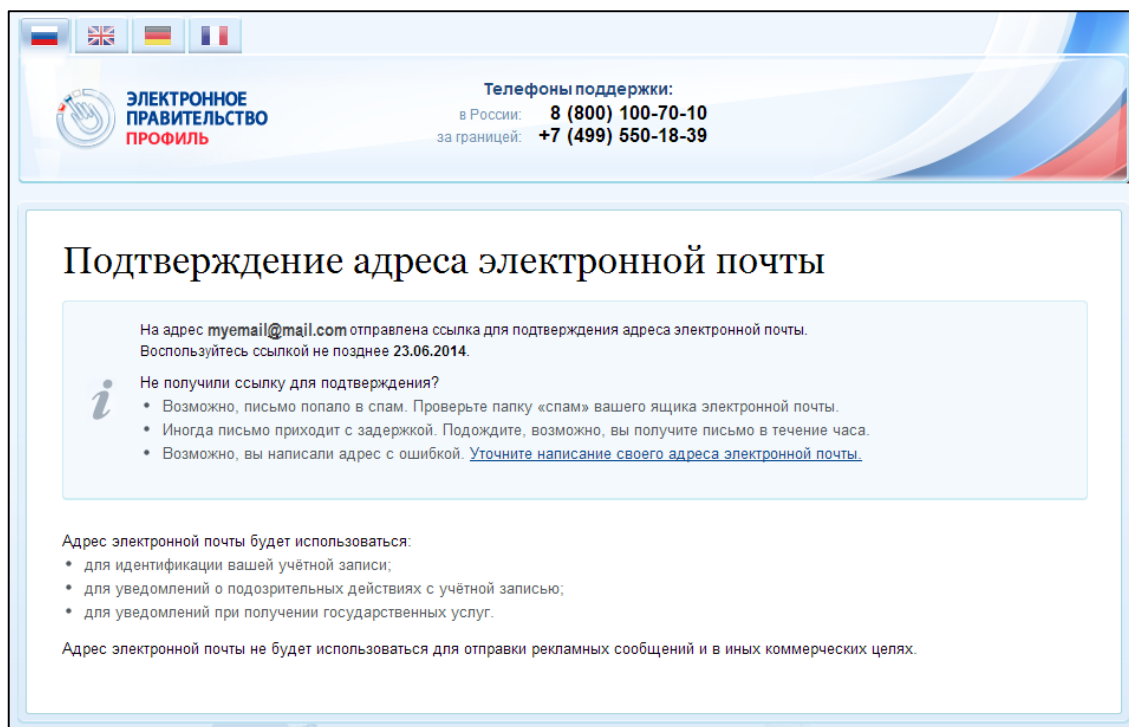 ЭЛЕКТРОННОЕ
ПРАВИТЕЛЬСТВО
ПРОФИЛЬ
Телефоны поддержки:
в России: 8 (800) 100-70-10
за границей: +7 (499) 550-18-39
Подтверждение адреса электронной почты
На адрес myemail@mail.com отправлена ссылка для подтверждения адреса электронной почты.
Воспользуйтесь ссылкой не позднее 23.06.2014.
Не получили ссылку для подтверждения?
• Возможно, письмо попало в спам. Проверьте папку «спам» вашего ящика электронной почты.
• Иногда письмо приходит с задержкой. Подождите, возможно, вы получите письмо в течение часа.
• Возможно, вы написали адрес с ошибкой. Уточните написание своего адреса электронной почты.
Адрес электронной почты будет использоваться:
• для идентификации вашей учётной записи;
• для уведомлений о подозрительных действиях с учётной записью;
• для уведомлений при получении государственных услуг.
Адрес электронной почты не будет использоваться для отправки рекламных сообщений и в иных коммерческих целях.